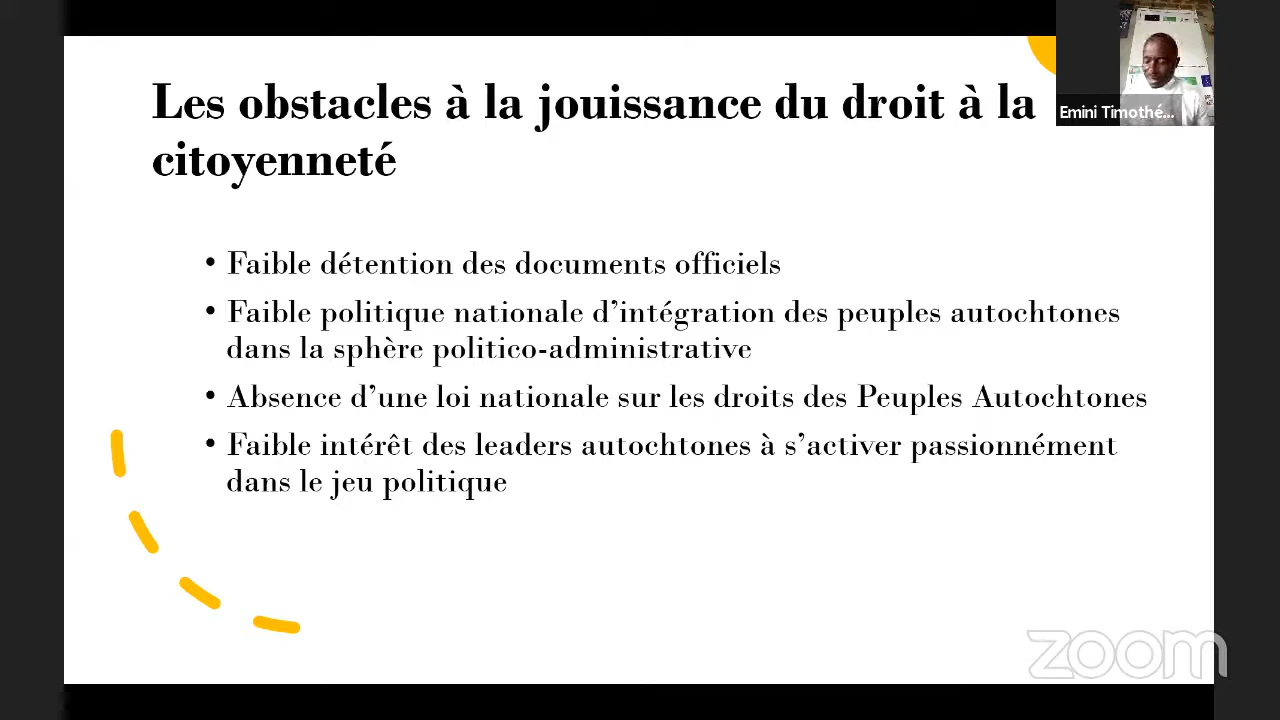 Les obstacles à la jouissance du droit à la
citoyenneté
Emini Timothé...
• Faible détention des documents officiels
• Faible politique nationale d’intégration des peuples autochtones
dans la sphère politico-administrative
• Absence d’une loi nationale sur les droits des Peuples Autochtones
• Faible intérêt des leaders autochtones à s’activer passionnément
dans le jeu politique
zoom